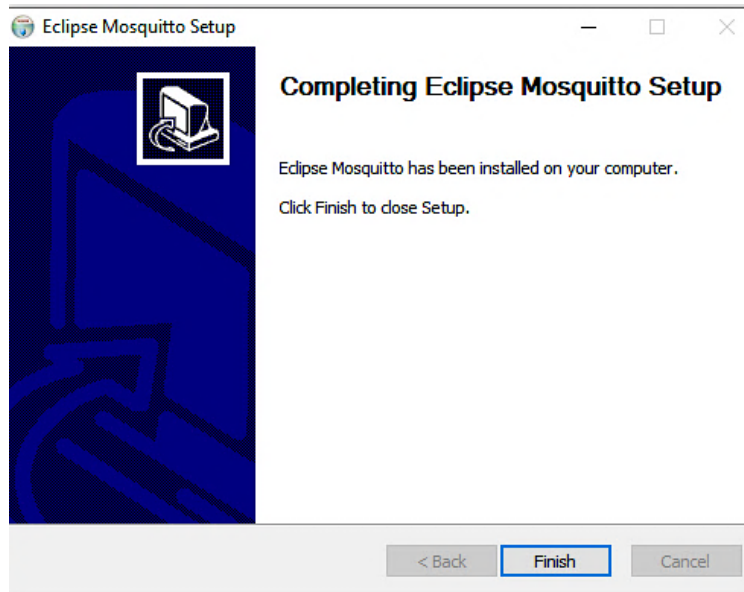 Eclipse Mosquitto Setup
Completing Eclipse Mosquitto Setup
Eclipse Mosquitto has been installed on your computer.
Click Finish to close Setup.
< Back
Finish
Cancel